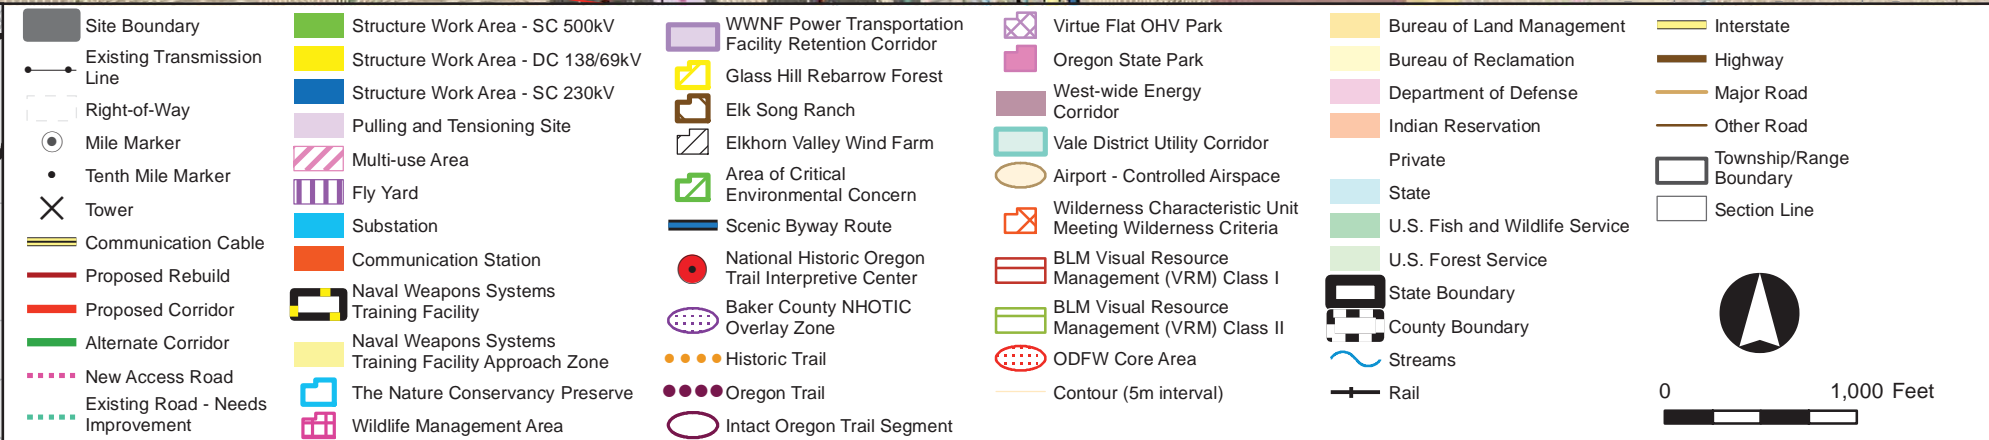 Site Boundary
Existing Transmission
Line
Right-of-Way
Mile Marker
Tenth Mile Marker
Tower
Communication Cable
Proposed Rebuild
Proposed Corridor
Alternate Corridor
New Access Road
Existing Road - Needs
Improvement
Structure Work Area - SC 500kV
Structure Work Area - DC 138/69kV
Structure Work Area - SC 230kV
Pulling and Tensioning Site
Multi-use Area
Fly Yard
Substation
Communication Station
Naval Weapons Systems
Training Facility
Naval Weapons Systems
Training Facility Approach Zone
The Nature Conservancy Preserve
Wildlife Management Area
WWNF Power Transportation
Facility Retention Corridor
Glass Hill Rebarrow Forest
Elk Song Ranch
Elkhorn Valley Wind Farm
Area of Critical
Environmental Concern
Scenic Byway Route
National Historic Oregon
Trail Interpretive Center
Baker County NHOTIC
Overlay Zone
Historic Trail
Oregon Trail
Intact Oregon Trail Segment
Virtue Flat OHV Park
Oregon State Park
West-wide Energy
Corridor
Vale District Utility Corridor
Airport - Controlled Airspace
Wilderness Characteristic Unit
Meeting Wilderness Criteria
BLM Visual Resource
Management (VRM) Class I
BLM Visual Resource
Management (VRM) Class II
ODFW Core Area
Contour (5m interval)
Bureau of Land Management
Bureau of Reclamation
Department of Defense
Indian Reservation
Private
State
U.S. Fish and Wildlife Service
U.S. Forest Service
State Boundary
County Boundary
Streams
Rail
Interstate
Highway
Major Road
Other Road
Township/Range
Boundary
Section Line
0 1,000 Feet